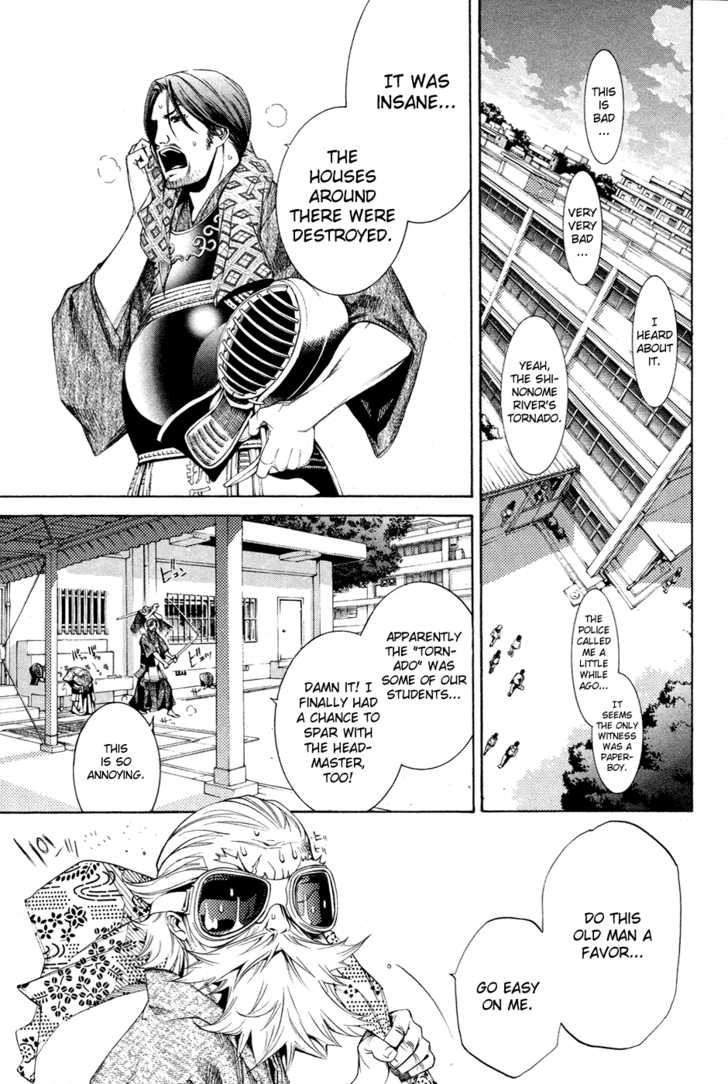 THIS
IS
BAD
...
VERY
VERY
BAD
...
I
HEARD
ABOUT
IT.
YEAH,
THE SHI-
NONOME
RIVER'S
TORNADO.
THE
POLICE
CALLED
ME A
LITTLE
WHILE
AGO...
IT
SEEMS
THE ONLY
WITNESS
WAS A
PAPER-
BOY.
IT WAS
INSANE...
THE
HOUSES
AROUND
THERE WERE
DESTROYED.
APPARENTLY
THE "TORN-
ADO" WAS
SOME OF OUR
STUDENTS...
DAMN IT! I
FINALLY HAD
A CHANCE TO
SPAR WITH
THE HEAD-
MASTER,
TOO!
ビュン
THIS
IS SO
ANNOYING.
DO THIS
OLD MAN A
FAVOR...
GO EASY
ON ME.